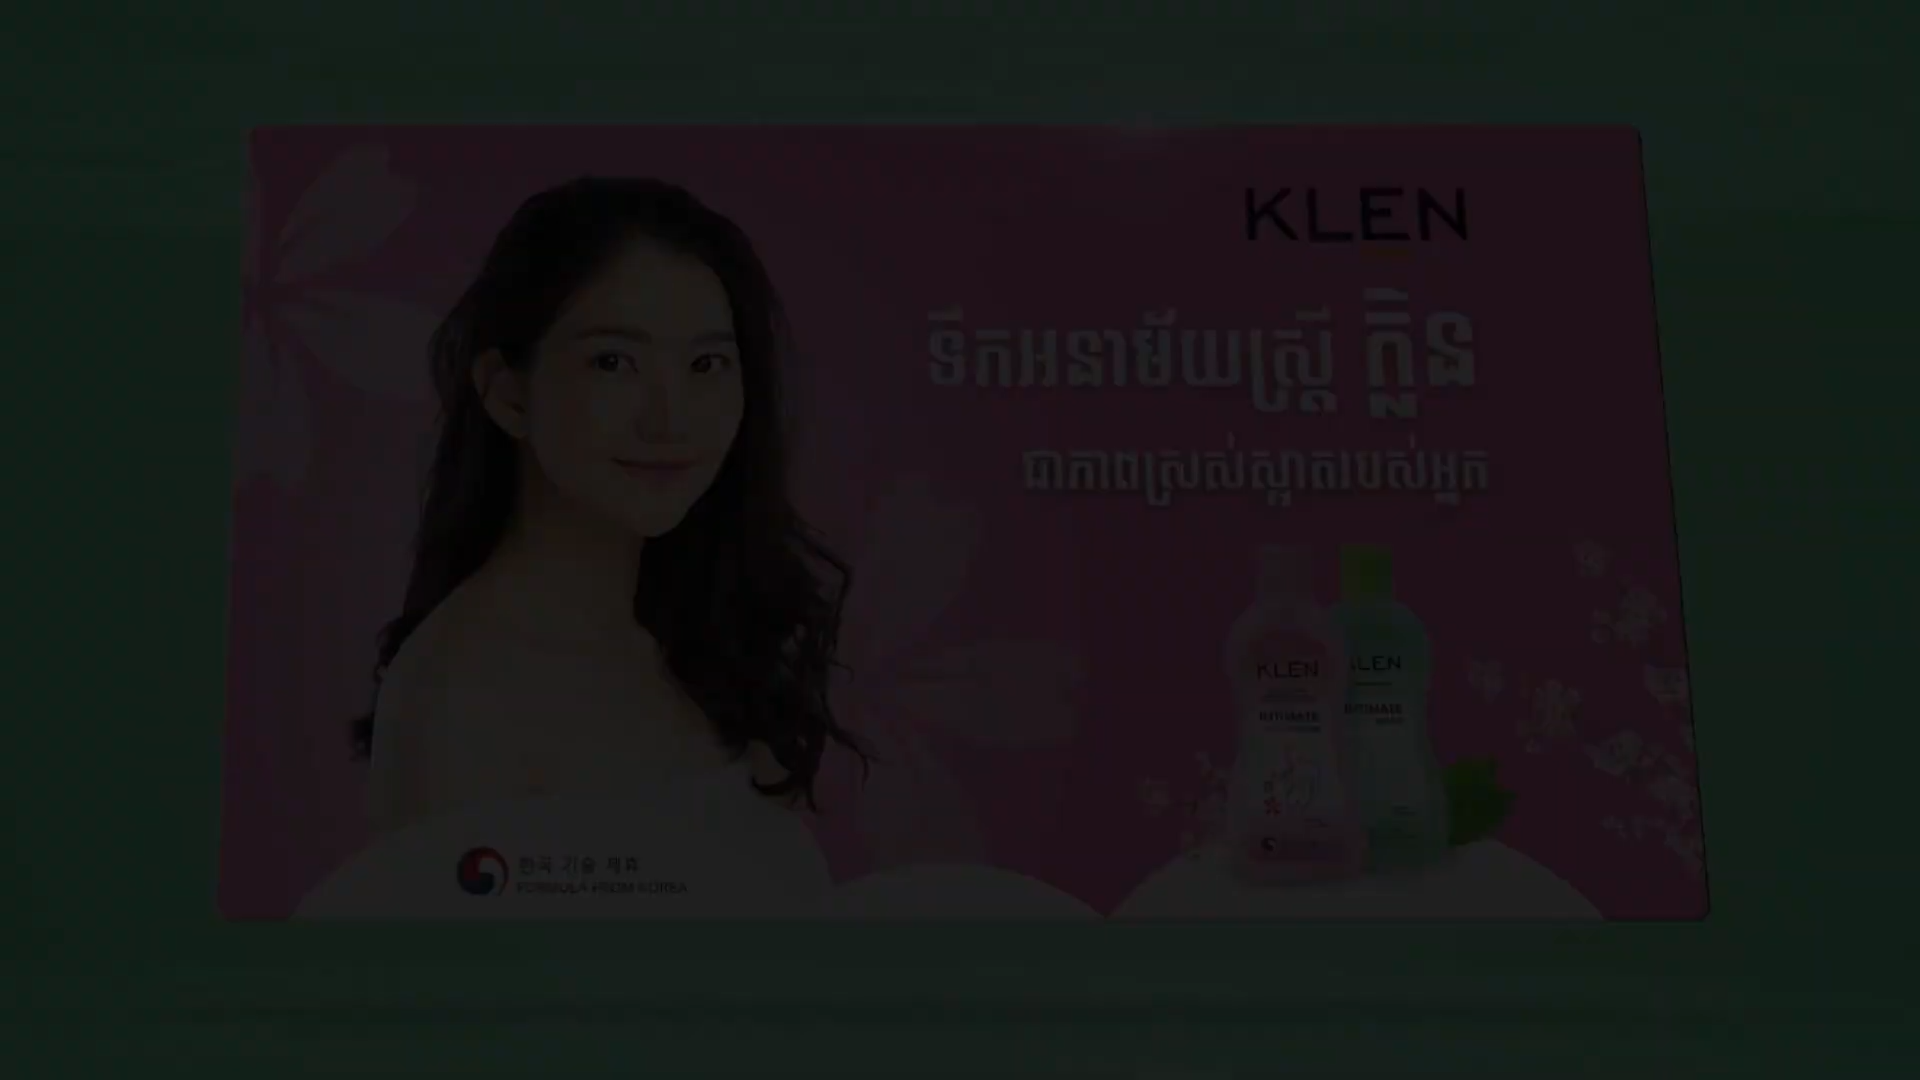 KLEN
ទឹកអនាម័យស្ត្រី ក្លិន
ជាភាពស្រស់ស្អាតរបស់អ្នក
KLEN
INTIMATE
KLEN
INTIMATE
한국 기술 제휴
FORMULA FROM KOREA